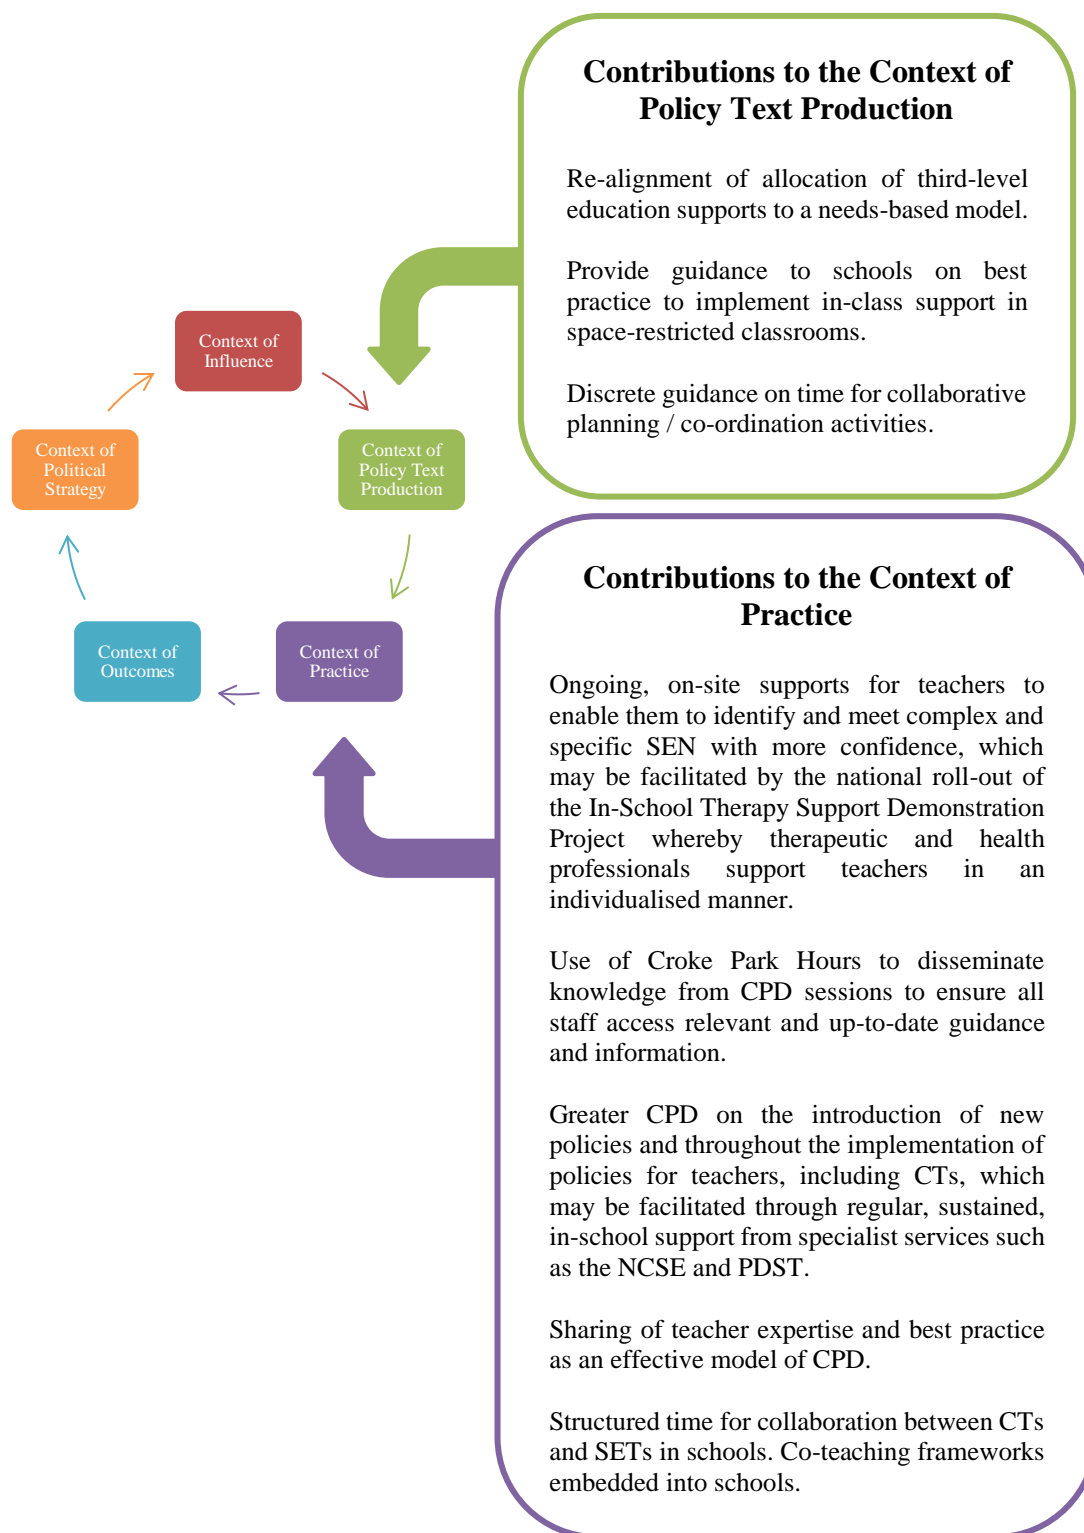 Contributions to the Context of
Policy Text Production
Re-alignment of allocation of third-level
education supports to a needs-based model.
Provide guidance to schools on best
practice to implement in-class support in
space-restricted classrooms.
Discrete guidance on time for collaborative
planning / co-ordination activities.
Context of
Influence
Context of
Policy Text
Production
Context of
Practice
Context of
Outcomes
Context of
Political
Strategy
Contributions to the Context of
Practice
Ongoing, on-site supports for teachers to
enable them to identify and meet complex and
specific SEN with more confidence, which
may be facilitated by the national roll-out of
the In-School Therapy Support Demonstration
Project whereby therapeutic and health
professionals support teachers in an
individualised manner.
Use of Croke Park Hours to disseminate
knowledge from CPD sessions to ensure all
staff access relevant and up-to-date guidance
and information.
Greater CPD on the introduction of new
policies and throughout the implementation of
policies for teachers, including CTs, which
may be facilitated through regular, sustained,
in-school support from specialist services such
as the NCSE and PDST.
Sharing of teacher expertise and best practice
as an effective model of CPD.
Structured time for collaboration between CTs
and SETs in schools. Co-teaching frameworks
embedded into schools.